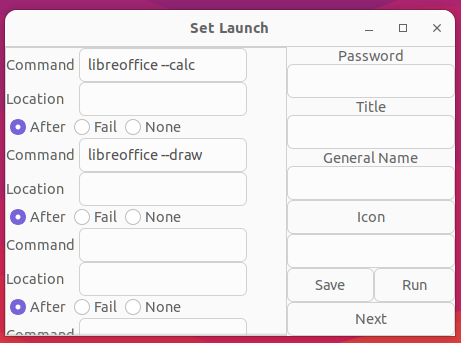 Set Launch
Command libreoffice --calc
Location
After Fail None
Command libreoffice --draw
Location
After Fail None
Command
Location
After Fail None
Command
Password
Title
General Name
Icon
Save Run
Next